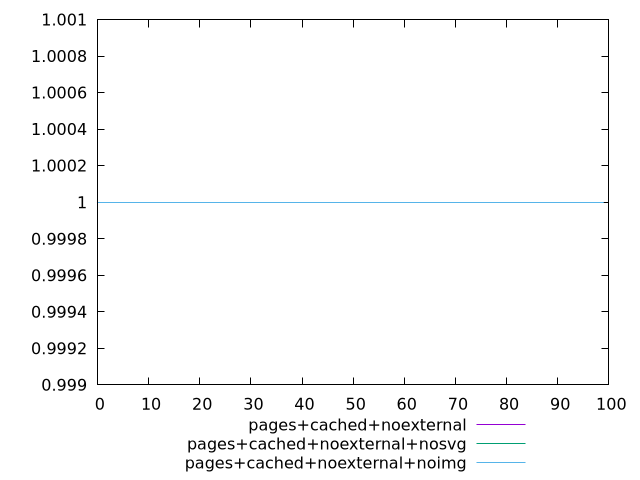 1.001
1.0008
1.0006
1.0004
1.0002
1
0.9998
0.9996
0.9994
0.9992
0.999
0 10 20 30 40 50 60 70 80 90 100
pages+cached+noexternal
pages+cached+noexternal+nosvg
pages+cached+noexternal+noimg